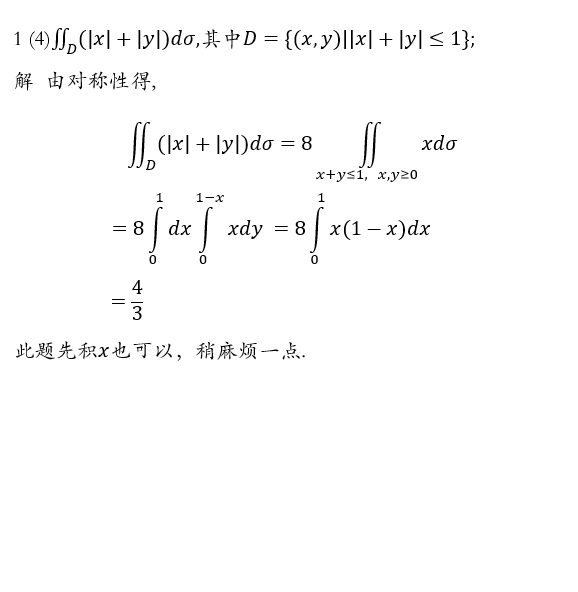 1 (4)∬_D(|x| + |y|)dσ,其中D = {(x, y)||x| + |y| ≤ 1};
解 由对称性得,
∬_D (|x| + |y|)dσ = 8 ∬_{x+y≤1, x,y≥0} xdσ
= 8 ∫_0^1 dx ∫_0^{1−x} xdy = 8 ∫_0^1 x(1 − x)dx
= 4/3
此题先积x也可以，稍麻烦一点.